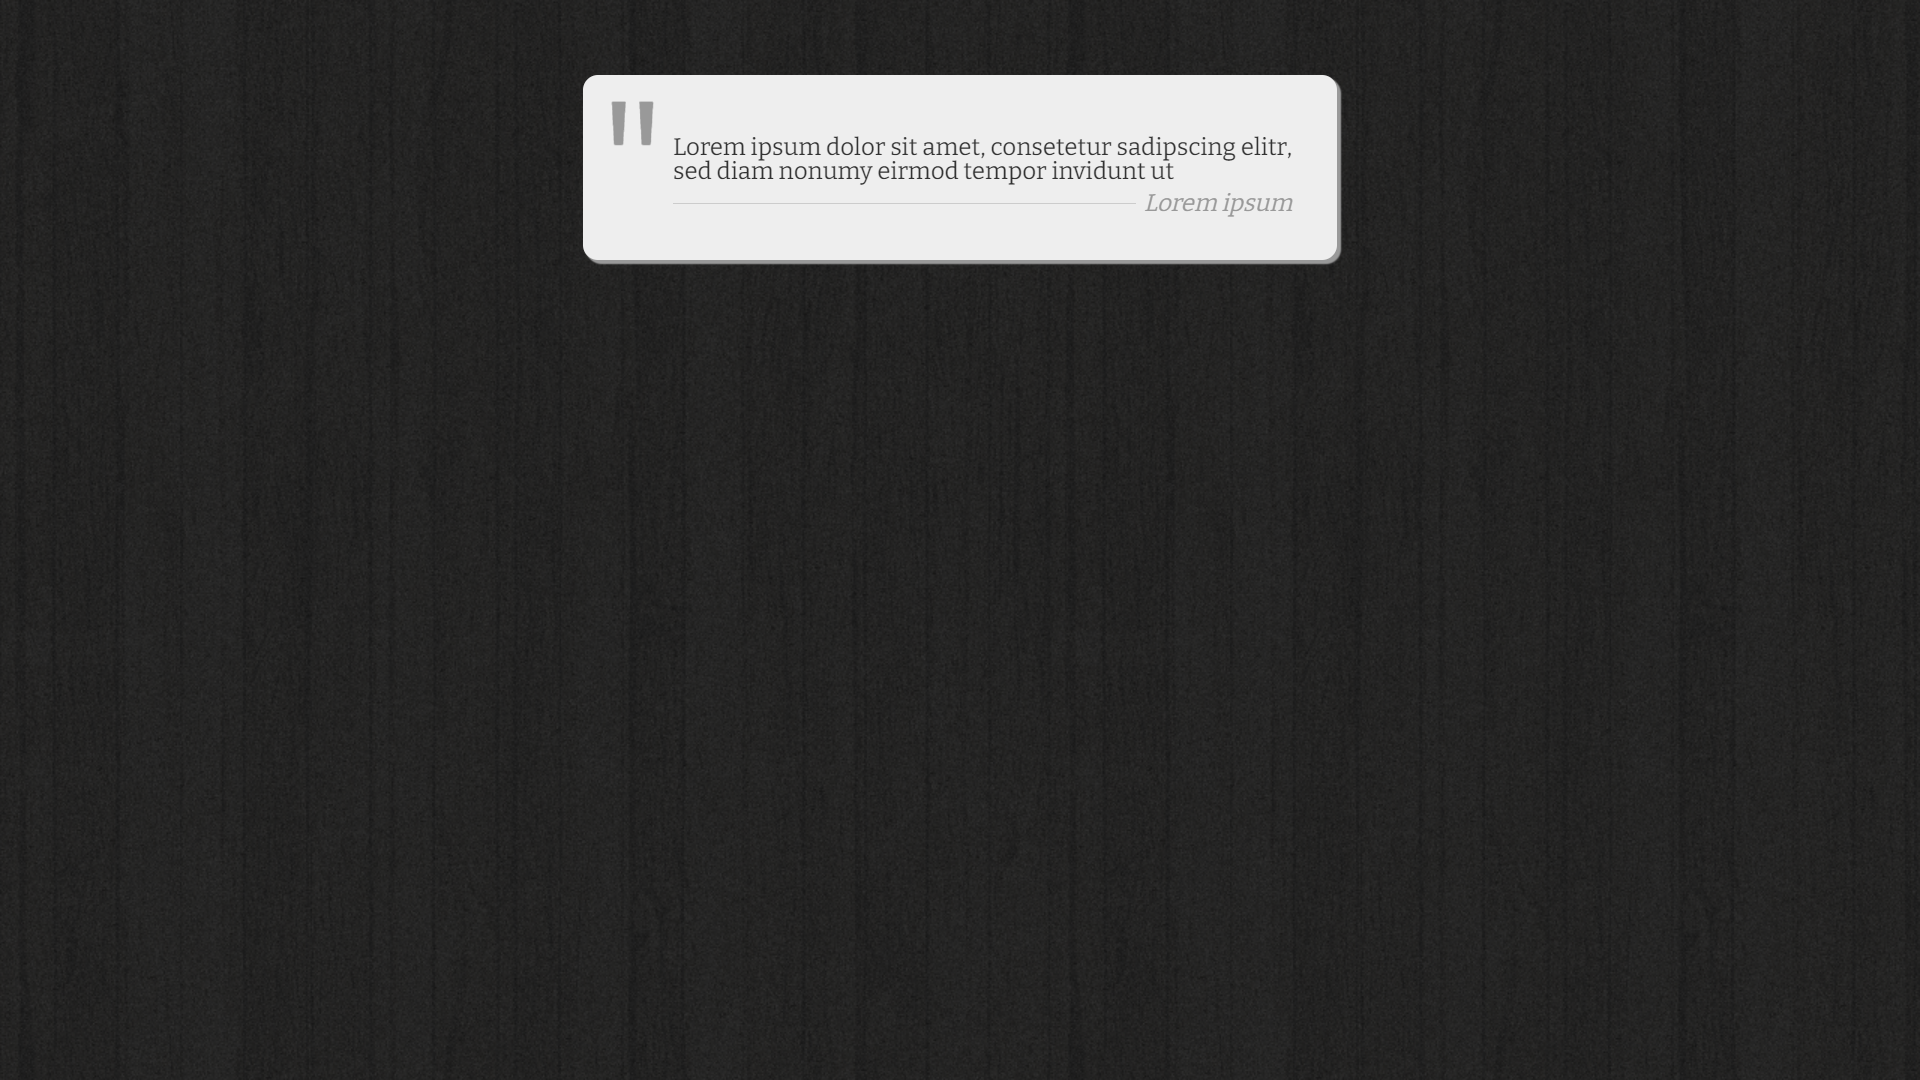 "
Lorem ipsum dolor sit amet, consetetur sadipscing elitr,
sed diam nonumy eirmod tempor invidunt ut
Lorem ipsum